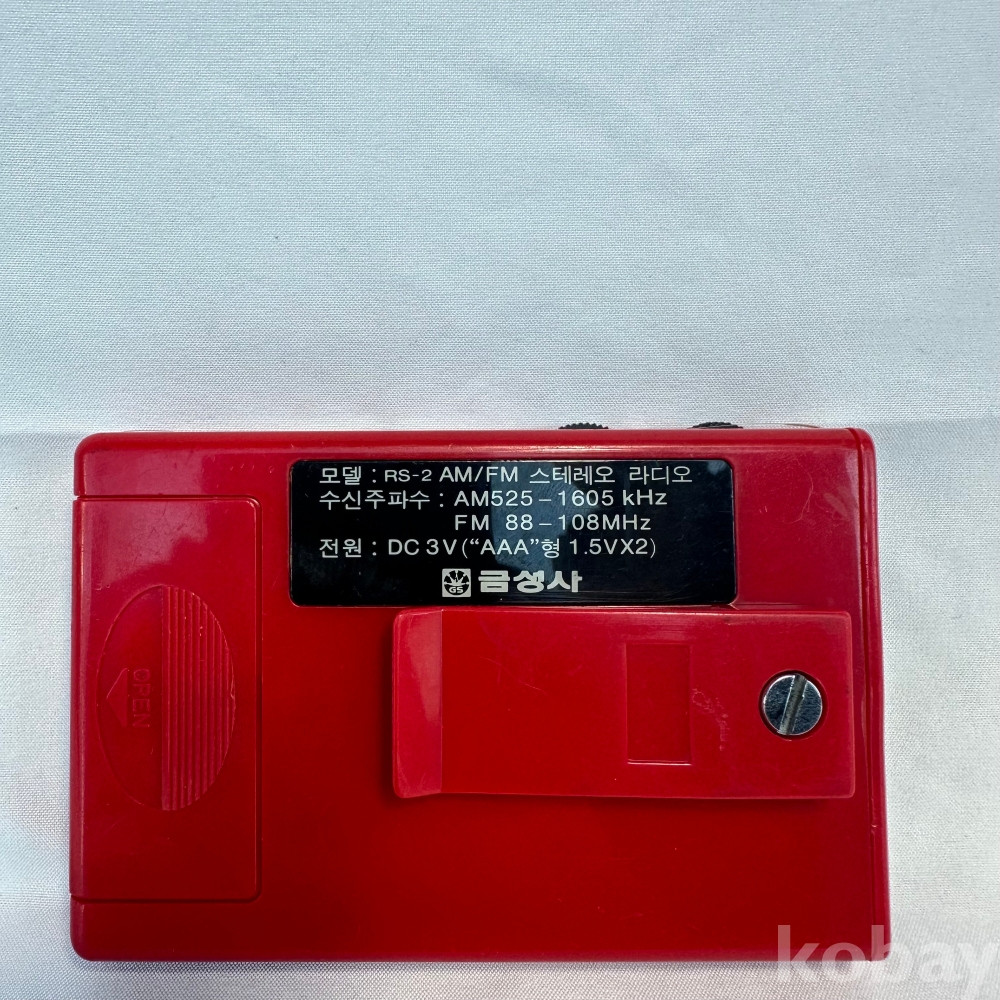 모델 : RS-2 AM/FM 스테레오 라디오
수신주파수 : AM525 – 1605 kHz
FM 88 – 108MHz
전원 : DC 3V (“AAA”형 1.5VX2)
GS 금성사
OPEN
kobay